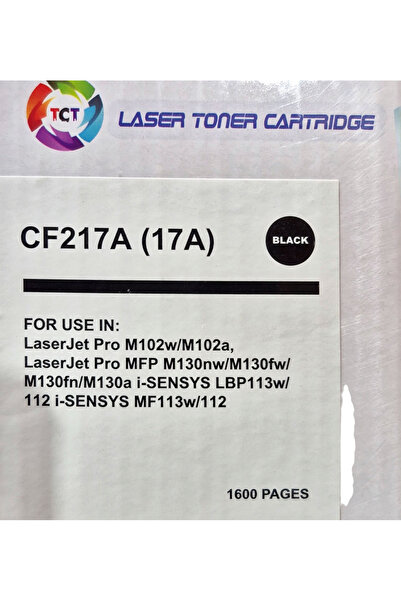 TCT
LASER TONER CARTRIDGE
CF217A (17A)
BLACK
FOR USE IN:
LaserJet Pro M102w/M102a,
LaserJet Pro MFP M130nw/M130fw/
M130fn/M130a i-SENSYS LBP113w/
112 i-SENSYS MF113w/112
1600 PAGES